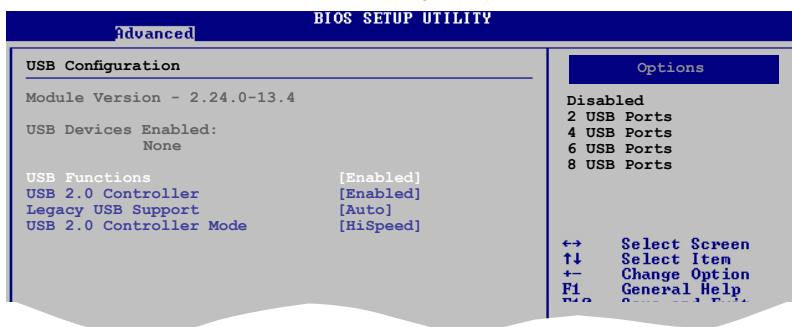 BIOS SETUP UTILITY
Advanced
USB Configuration
Module Version - 2.24.0-13.4
USB Devices Enabled:
None
USB Functions [Enabled]
USB 2.0 Controller [Enabled]
Legacy USB Support [Auto]
USB 2.0 Controller Mode [HiSpeed]
Options
Disabled
2 USB Ports
4 USB Ports
6 USB Ports
8 USB Ports
←→ Select Screen
↑↓ Select Item
+- Change Option
F1 General Help